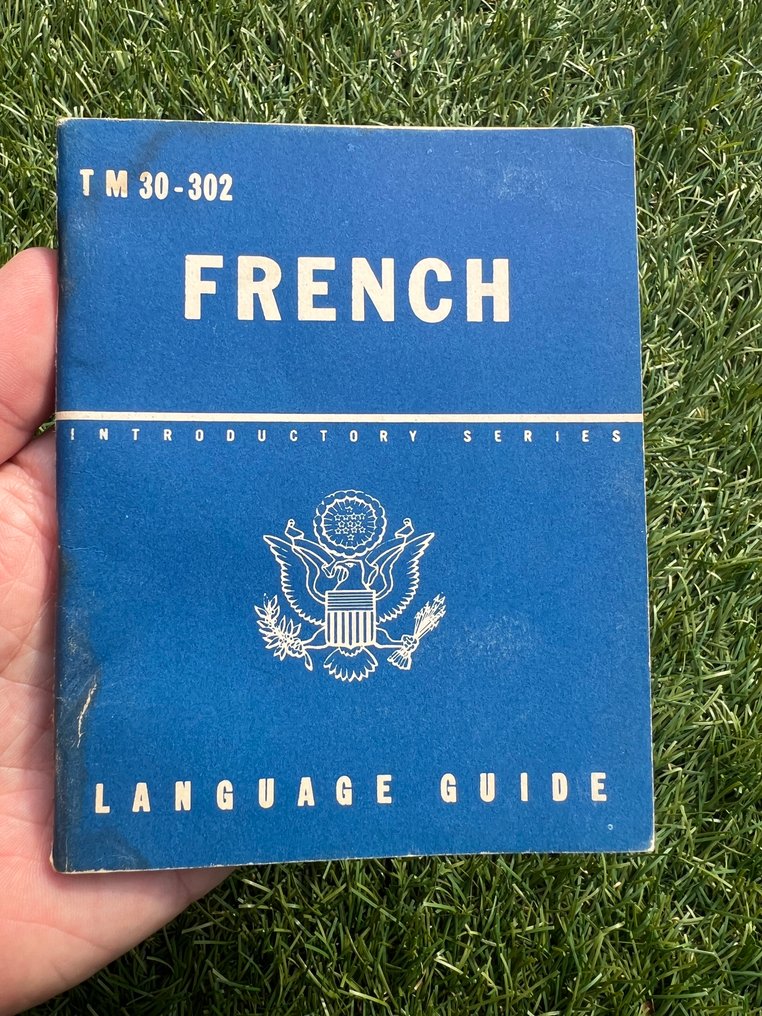 TM 30-302
FRENCH
INTRODUCTORY SERIES
LANGUAGE GUIDE